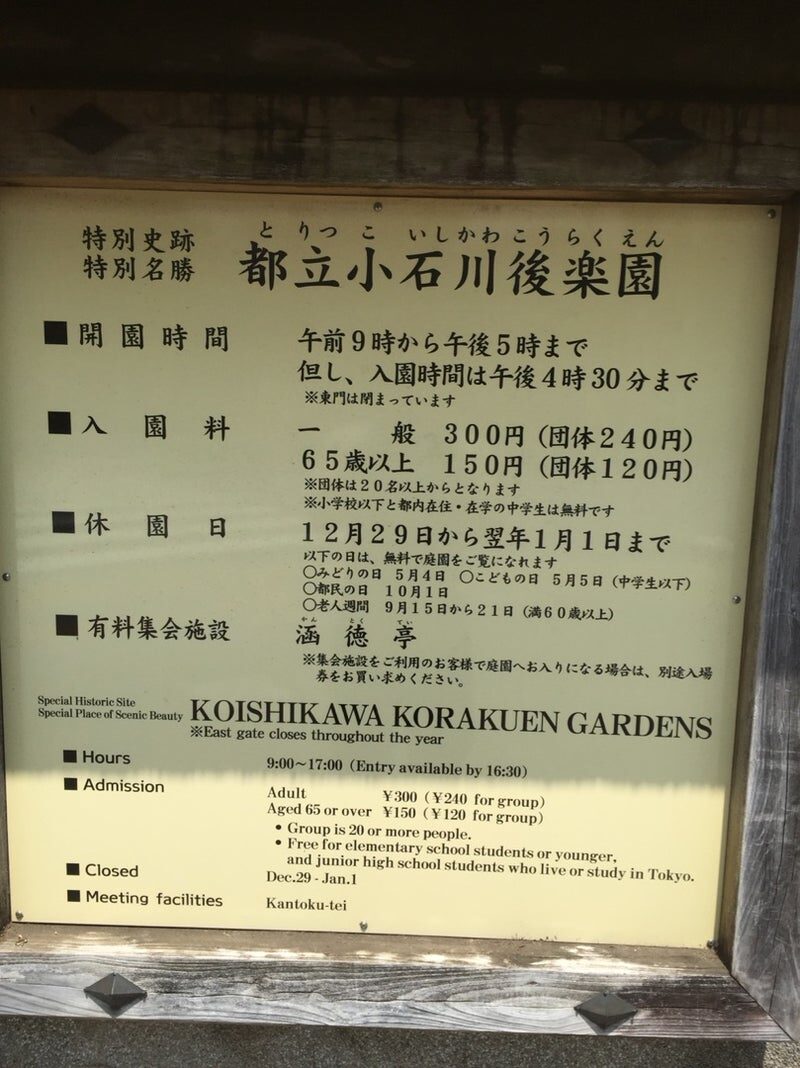 特別史跡
特別名勝
とりつこいしかわこうらくえん
都立小石川後楽園
■開園時間 午前9時から午後5時まで
但し、入園時間は午後4時30分まで
※東門は閉まっています
■入園料 一般 300円（団体240円）
65歳以上 150円（団体120円）
※団体は20名以上からとなります
※小学校以下と都内在住・在学の中学生は無料です
■休園日 12月29日から翌年1月1日まで
以下の日は、無料で庭園をご覧になれます
○みどりの日 5月4日 ○こどもの日 5月5日（中学生以下）
○都民の日 10月1日
○老人週間 9月15日から21日（満60歳以上）
かんとくてい
■有料集会施設 涵徳亭
※集会施設をご利用のお客様で庭園へお入りになる場合は、別途入場
券をお買い求めください。
Special Historic Site
Special Place of Scenic Beauty
KOISHIKAWA KORAKUEN GARDENS
※East gate closes throughout the year
■ Hours 9:00~17:00 (Entry available by 16:30)
■ Admission Adult ¥300 (¥240 for group)
Aged 65 or over ¥150 (¥120 for group)
• Group is 20 or more people.
• Free for elementary school students or younger,
and junior high school students who live or study in Tokyo.
■ Closed Dec.29 - Jan.1
■ Meeting facilities Kantoku-tei